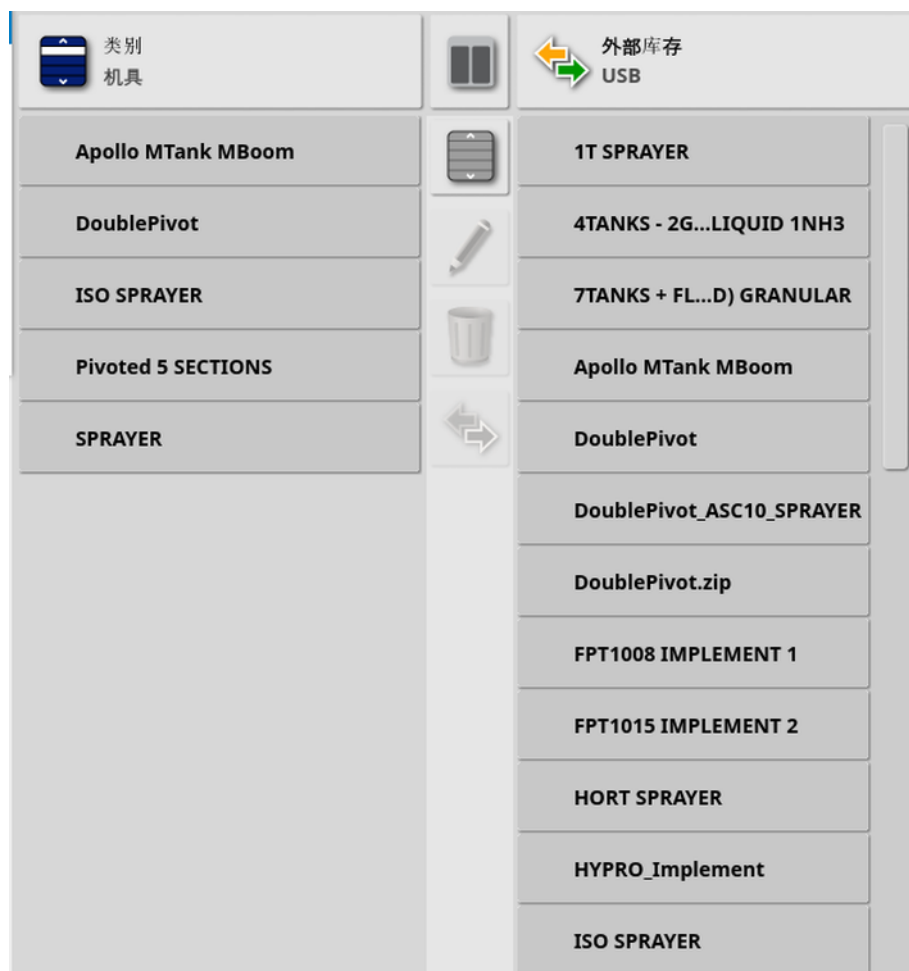 类别
机具
外部库存
USB
Apollo MTank MBoom
DoublePivot
ISO SPRAYER
Pivoted 5 SECTIONS
SPRAYER
1T SPRAYER
4TANKS - 2G...LIQUID 1NH3
7TANKS + FL...D) GRANULAR
Apollo MTank MBoom
DoublePivot
DoublePivot_ASC10_SPRAYER
DoublePivot.zip
FPT1008 IMPLEMENT 1
FPT1015 IMPLEMENT 2
HORT SPRAYER
HYPRO_Implement
ISO SPRAYER